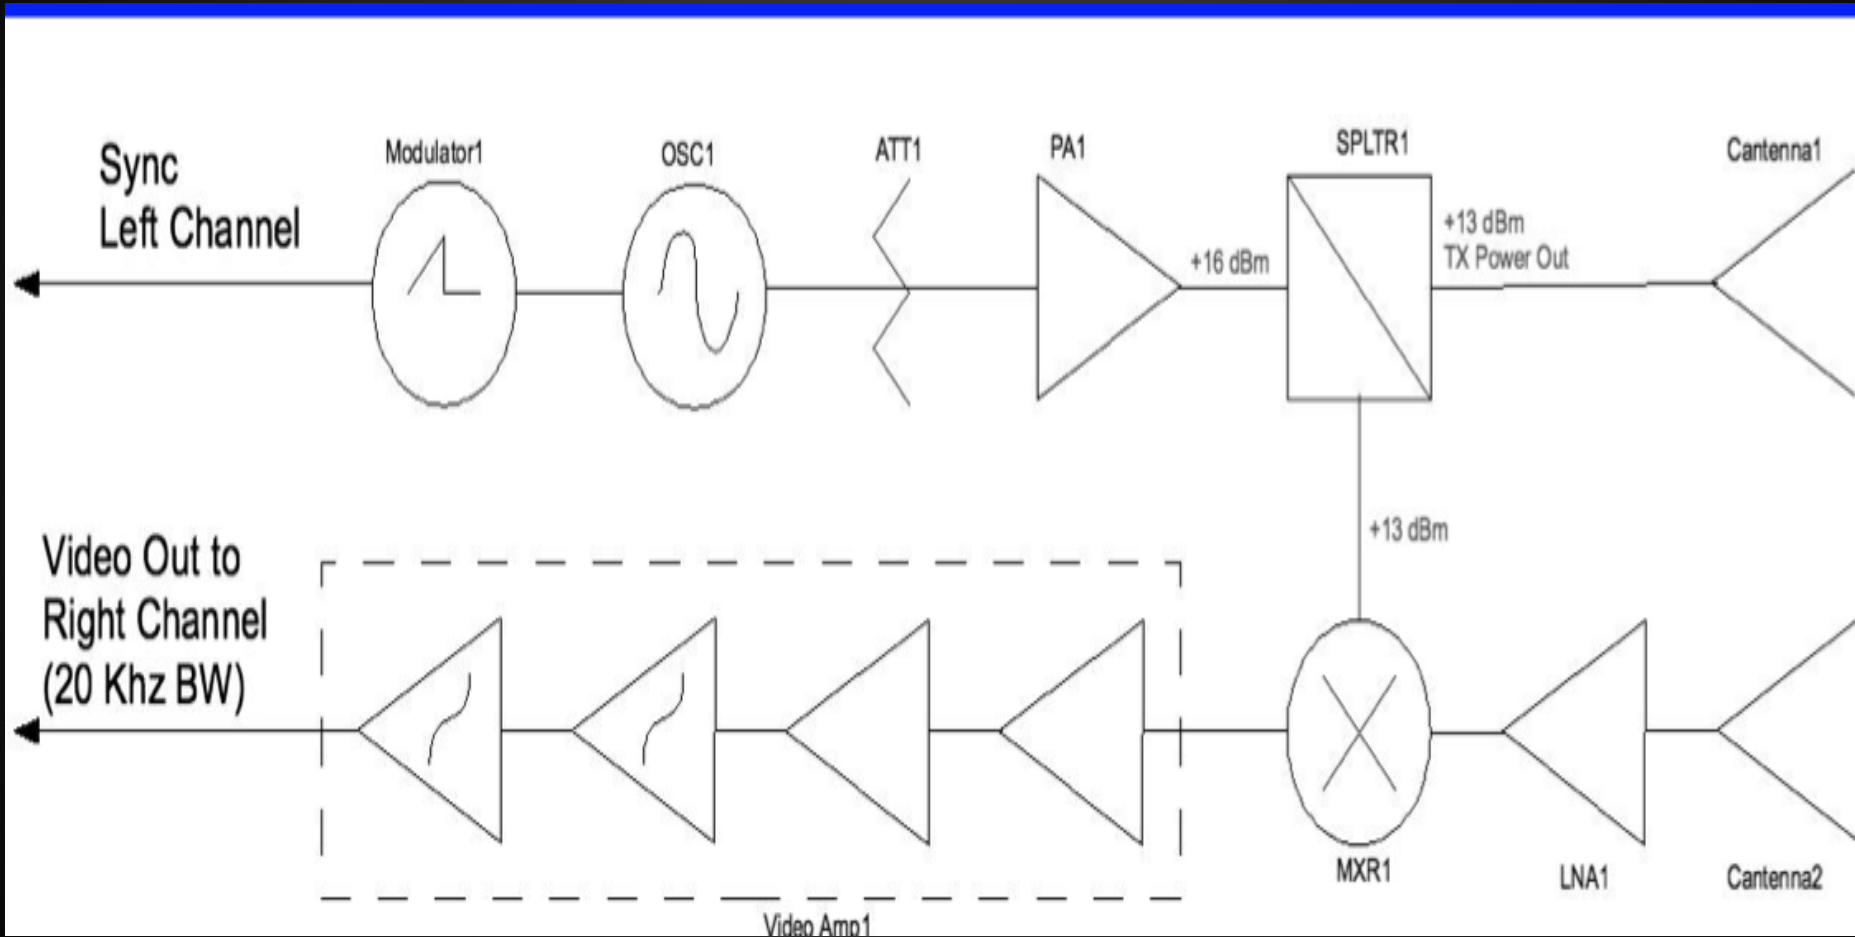 Sync
Left Channel
Modulator1
OSC1
ATT1
PA1
+16 dBm
SPLTR1
+13 dBm
TX Power Out
Cantenna1
+13 dBm
Video Out to
Right Channel
(20 Khz BW)
Video Amp1
MXR1
LNA1
Cantenna2